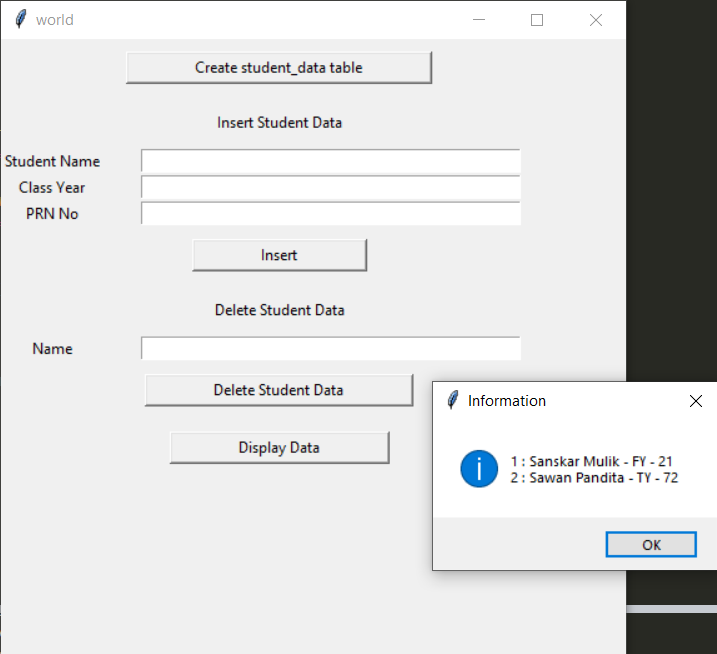 world
Create student_data table
Insert Student Data
Student Name
Class Year
PRN No
Insert
Delete Student Data
Name
Delete Student Data
Display Data
Information
1 : Sanskar Mulik - FY - 21
2 : Sawan Pandita - TY - 72
OK